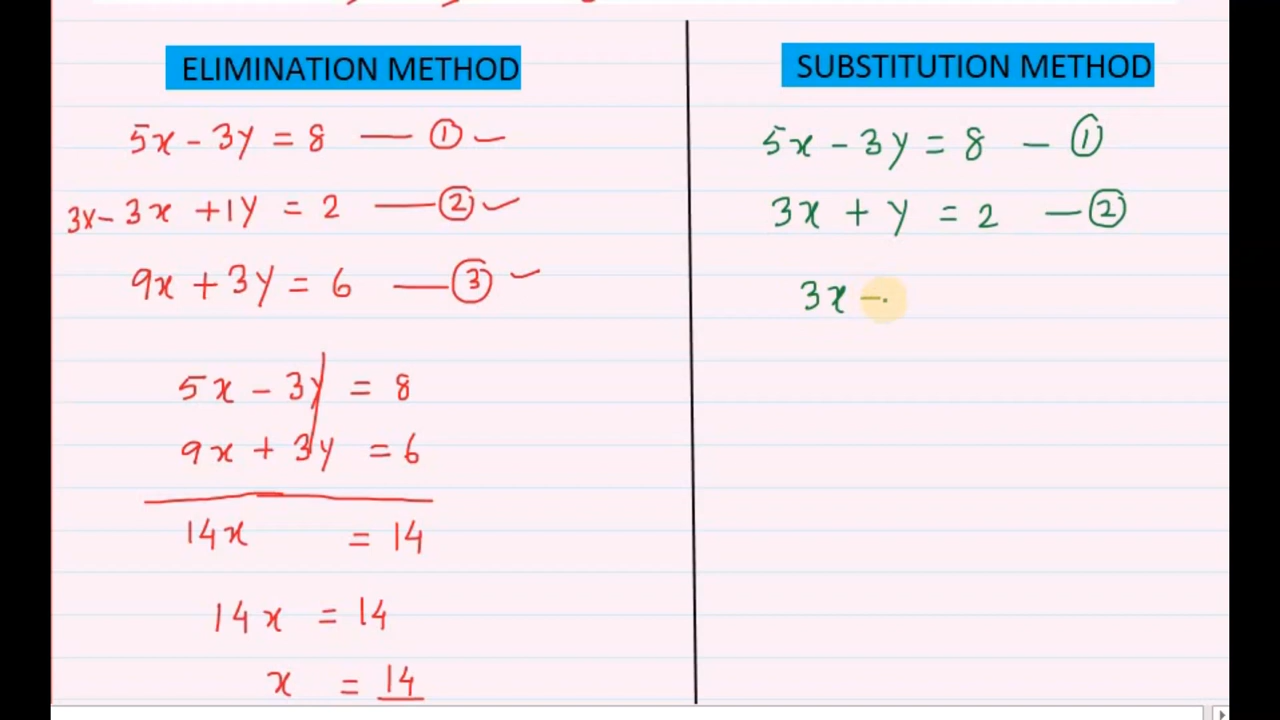 ELIMINATION METHOD
5x - 3y = 8 — ①
3x- 3x + 1y = 2 — ②
9x + 3y = 6 — ③
5x - 3y = 8
9x + 3y = 6
14x = 14
14x = 14
x = 14
SUBSTITUTION METHOD
5x - 3y = 8 - ①
3x + y = 2 - ②
3x -